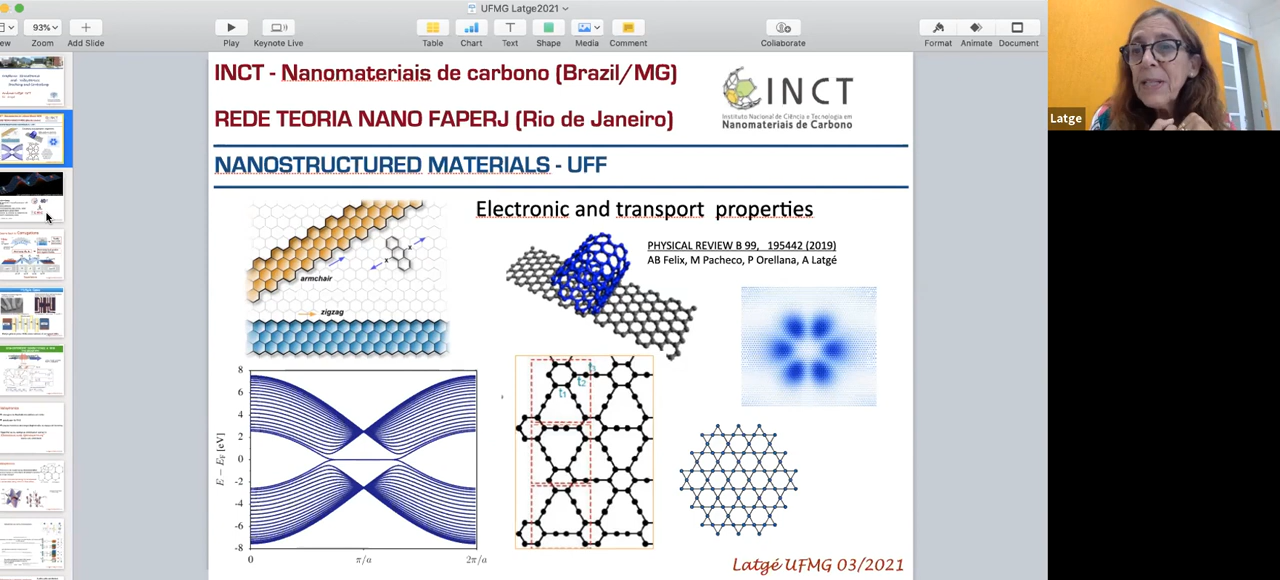 UFMG Latge2021
93%
Zoom
Add Slide
Play
Keynote Live
Table
Chart
Text
Shape
Media
Comment
Collaborate
Format
Animate
Document
Latge
INCT - Nanomateriais de carbono (Brazil/MG)
REDE TEORIA NANO FAPERJ (Rio de Janeiro)
INCT
Instituto Nacional de Ciência e Tecnologia em
Nanomateriais de Carbono
NANOSTRUCTURED MATERIALS - UFF
Electronic and transport properties
PHYSICAL REVIEW B 99, 195442 (2019)
AB Felix, M Pacheco, P Orellana, A Latgé
armchair
x
x
zigzag
t3
t2
t1
8
6
4
2
0
-2
-4
-6
-8
E - EF [eV]
0
π/a
2π/a
Latgé UFMG 03/2021